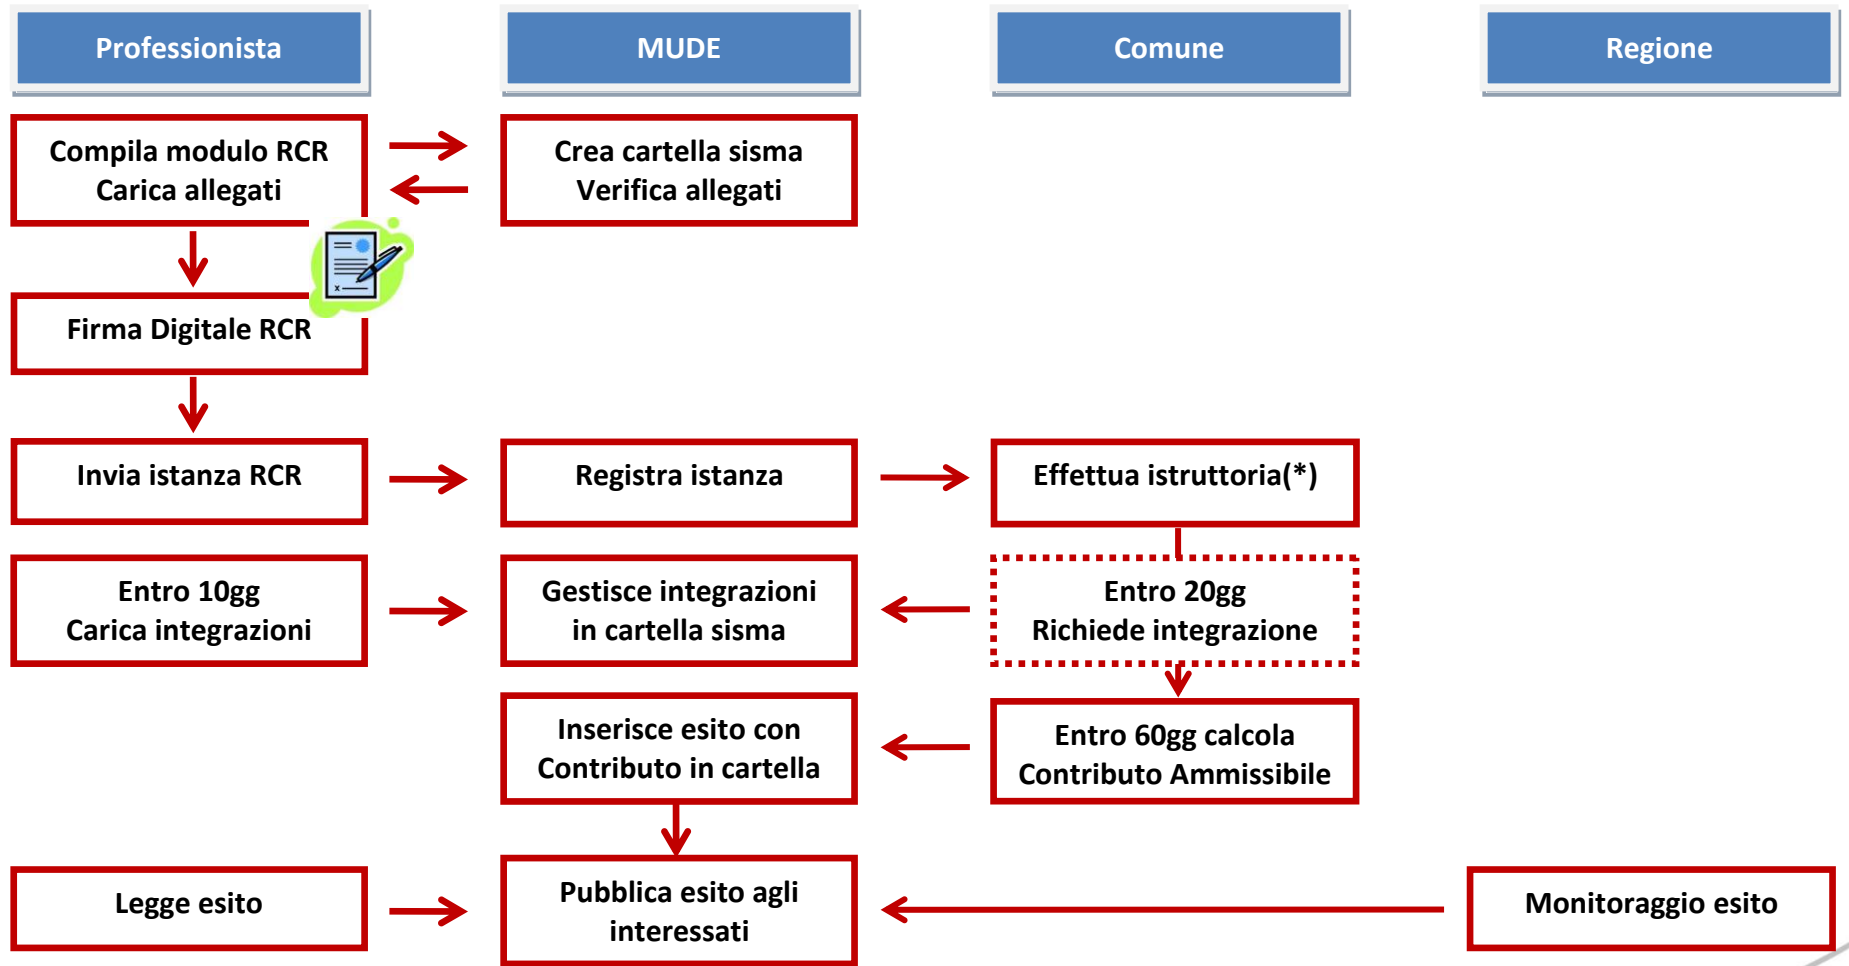 Professionista
MUDE
Comune
Regione
Compila modulo RCR
Carica allegati
Crea cartella sisma
Verifica allegati
Firma Digitale RCR
Invia istanza RCR
Registra istanza
Effettua istruttoria(*)
Entro 10gg
Carica integrazioni
Gestisce integrazioni
in cartella sisma
Entro 20gg
Richiede integrazione
Inserisce esito con
Contributo in cartella
Entro 60gg calcola
Contributo Ammissibile
Legge esito
Pubblica esito agli
interessati
Monitoraggio esito